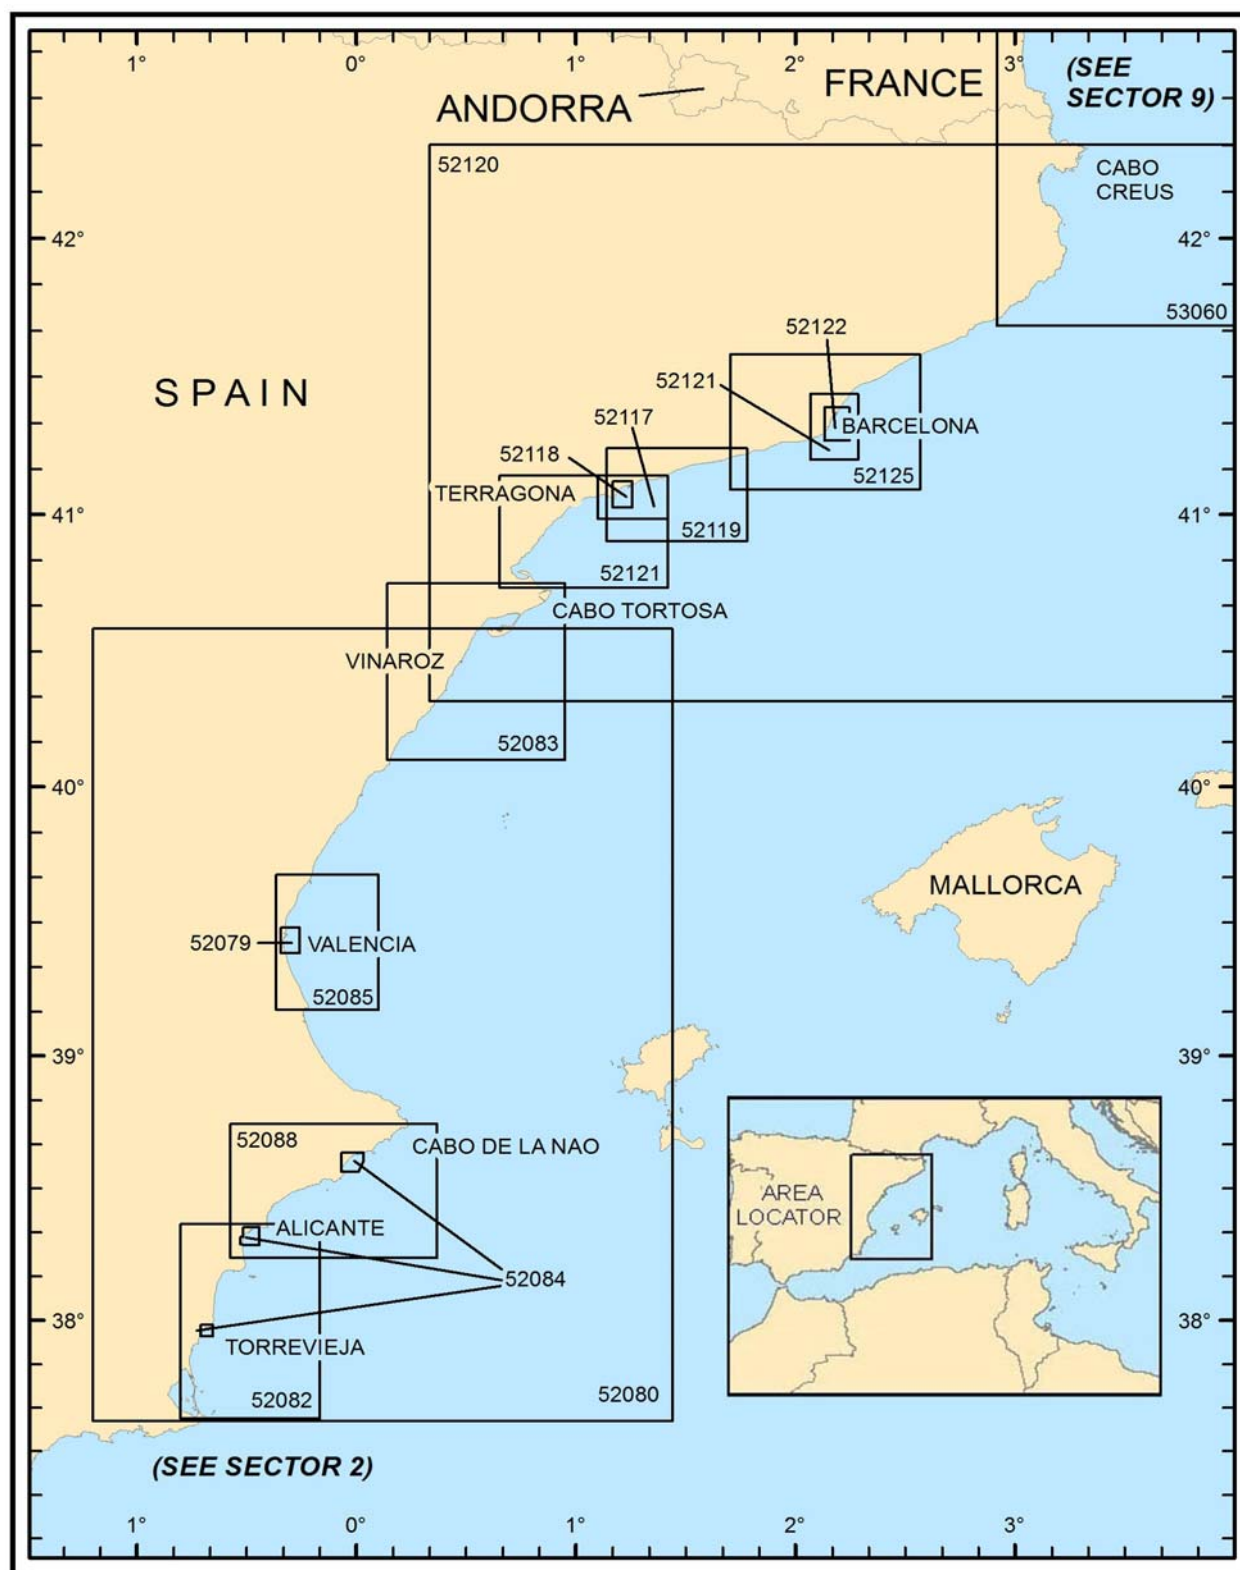 1°
0°
1°
2°
3°
(SEE
SECTOR 9)
FRANCE
ANDORRA
52120
CABO
CREUS
42°
42°
53060
52122
52121
SPAIN
52117
BARCELONA
52118
52125
TERRAGONA
41°
41°
52119
52121
CABO TORTOSA
VINAROZ
52083
40°
40°
MALLORCA
52079
VALENCIA
52085
39°
39°
52088
CABO DE LA NAO
AREA
LOCATOR
ALICANTE
52084
38°
38°
TORREVIEJA
52082
52080
(SEE SECTOR 2)
1°
0°
1°
2°
3°